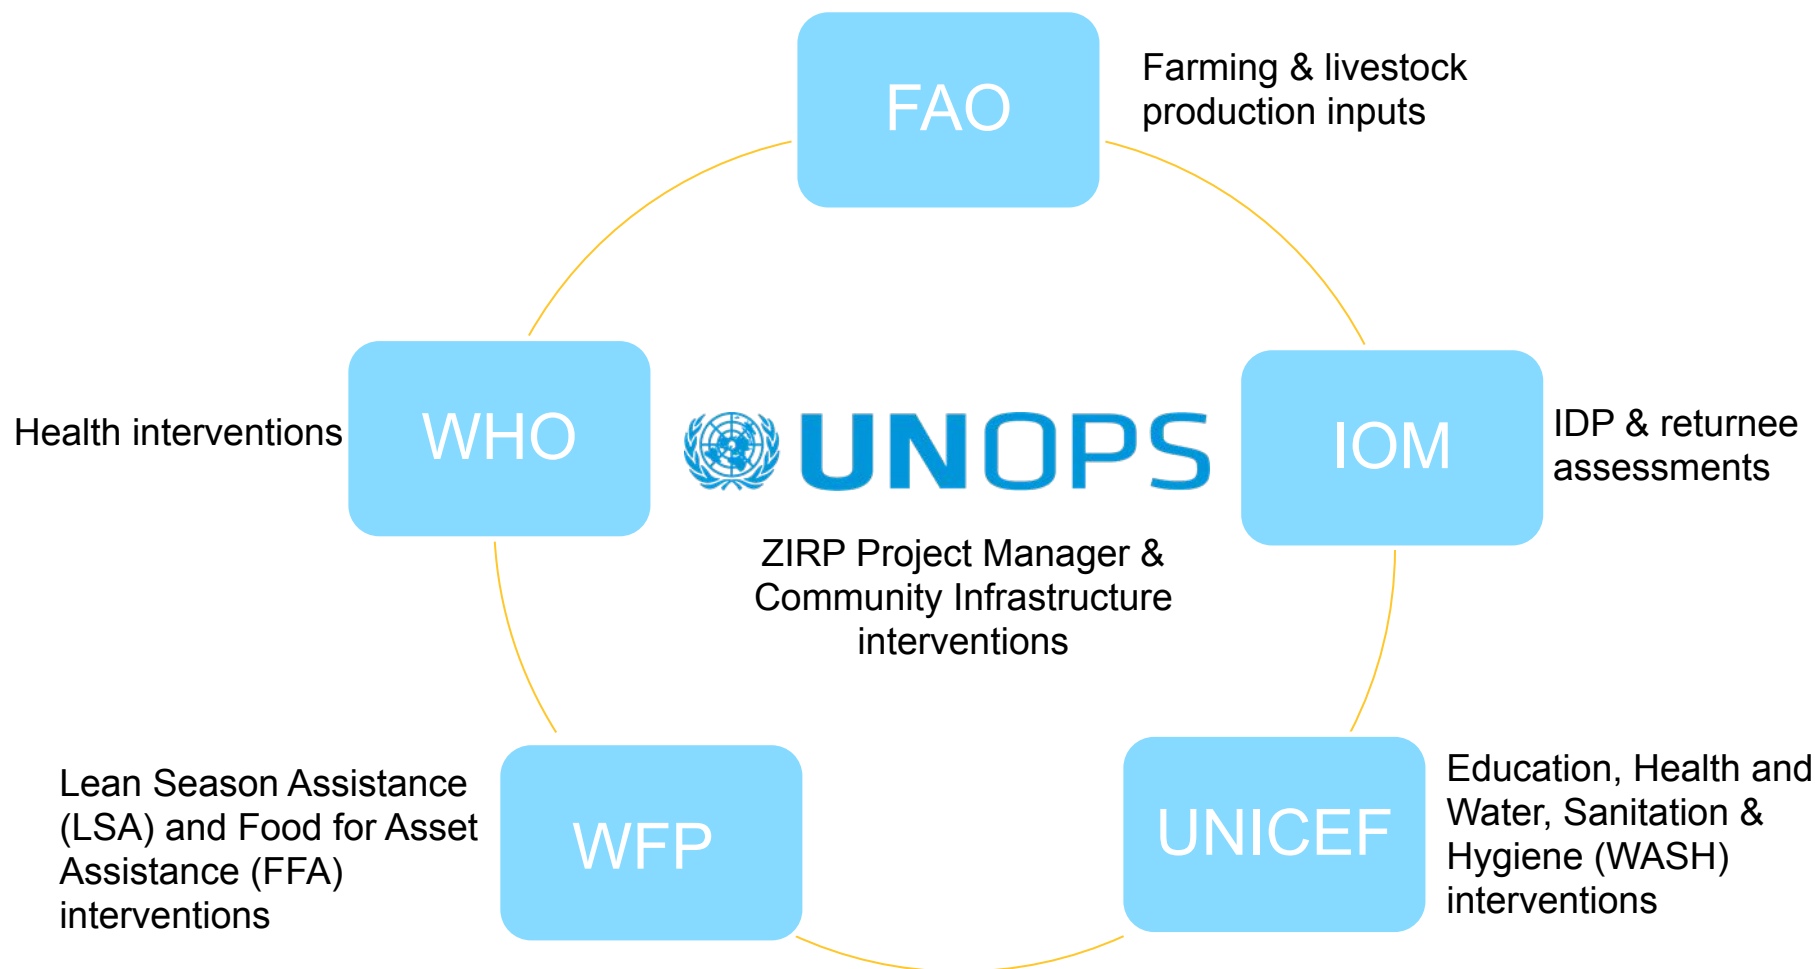 FAO
Farming & livestock
production inputs
WHO
Health interventions
UNOPS
ZIRP Project Manager &
Community Infrastructure
interventions
IOM
IDP & returnee
assessments
WFP
Lean Season Assistance
(LSA) and Food for Asset
Assistance (FFA)
interventions
UNICEF
Education, Health and
Water, Sanitation &
Hygiene (WASH)
interventions